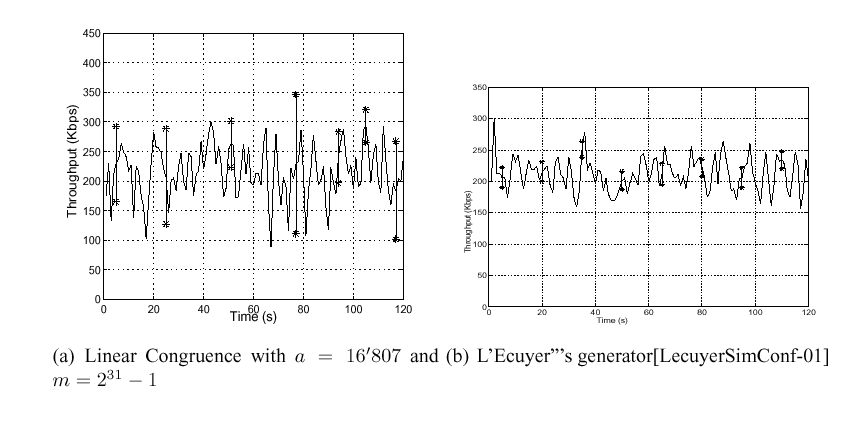 450
400
350
300
250
200
150
100
50
0
Throughput (Kbps)
0 20 40 60 80 100 120
Time (s)
350
300
250
200
150
100
50
0
Throughput (Kbps)
0 20 40 60 80 100 120
Time (s)
(a) Linear Congruence with a = 16′807 and (b) L'Ecuyer"'s generator[LecuyerSimConf-01]
m = 2³¹ − 1